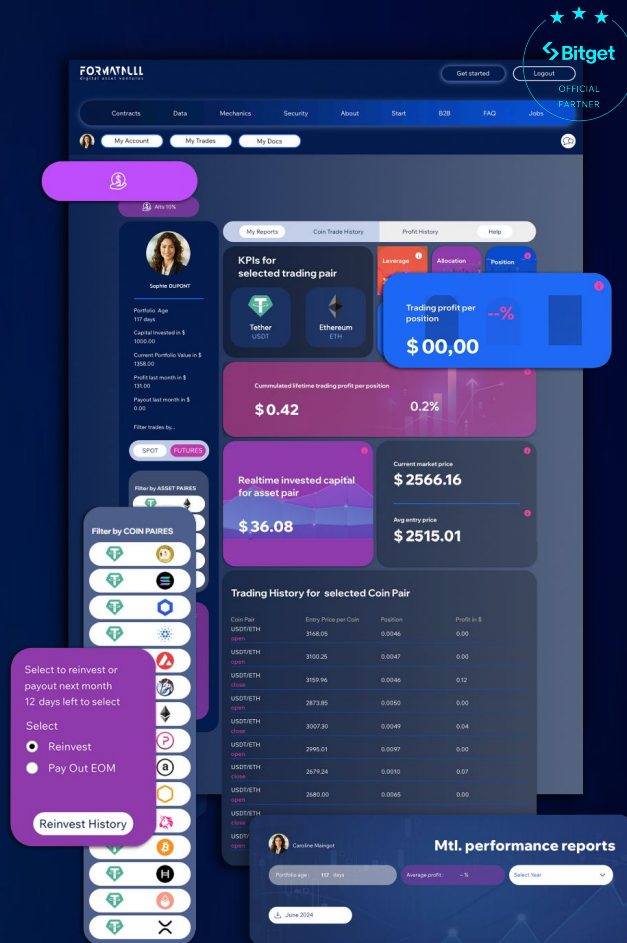 Bitget
OFFICIAL
PARTNER
FORMATNLLL
digital asset ventures
Get started
Logout
Contracts
Data
Mechanics
Security
About
Start
B2B
FAQ
Jobs
My Account
My Trades
My Docs
Alts 10%
My Reports
Coin Trade History
Profit History
Help
Sophie DUPONT
Portfolio Age
117 days
Capital Invested in $
1000.00
Current Portfolio Value in $
1358.00
Profit last month in $
131.00
Payout last month in $
0.00
Filter trades by...
SPOT
FUTURES
Filter by ASSET PAIRES
KPIs for
selected trading pair
Tether
USDT
Ethereum
ETH
Leverage
Allocation
Position
Trading profit per
position
--%
$ 00,00
Cummulated lifetime trading profit per position
$ 0.42
0.2%
Realtime invested capital
for asset pair
$ 36.08
Current market price
$ 2566.16
Avg entry price
$ 2515.01
Filter by COIN PAIRES
Select to reinvest or
payout next month
12 days left to select
Select
Reinvest
Pay Out EOM
Reinvest History
Trading History for selected Coin Pair
Coin Pair Entry Price per Coin Position Profit in $
USDT/ETH 3168.05 0.0046 0.00
open
USDT/ETH 3100.25 0.0047 0.00
open
USDT/ETH 3159.96 0.0046 0.12
close
USDT/ETH 2873.85 0.0050 0.00
open
USDT/ETH 3007.30 0.0049 0.04
close
USDT/ETH 2995.01 0.0097 0.00
open
USDT/ETH 2679.24 0.0010 0.07
close
USDT/ETH 2680.00 0.0065 0.00
open
USDT/ETH
close
USDT/
open
Caroline Maingut
Mtl. performance reports
Portfolio age : 117 days
Average profit : --%
Select Year
June 2024